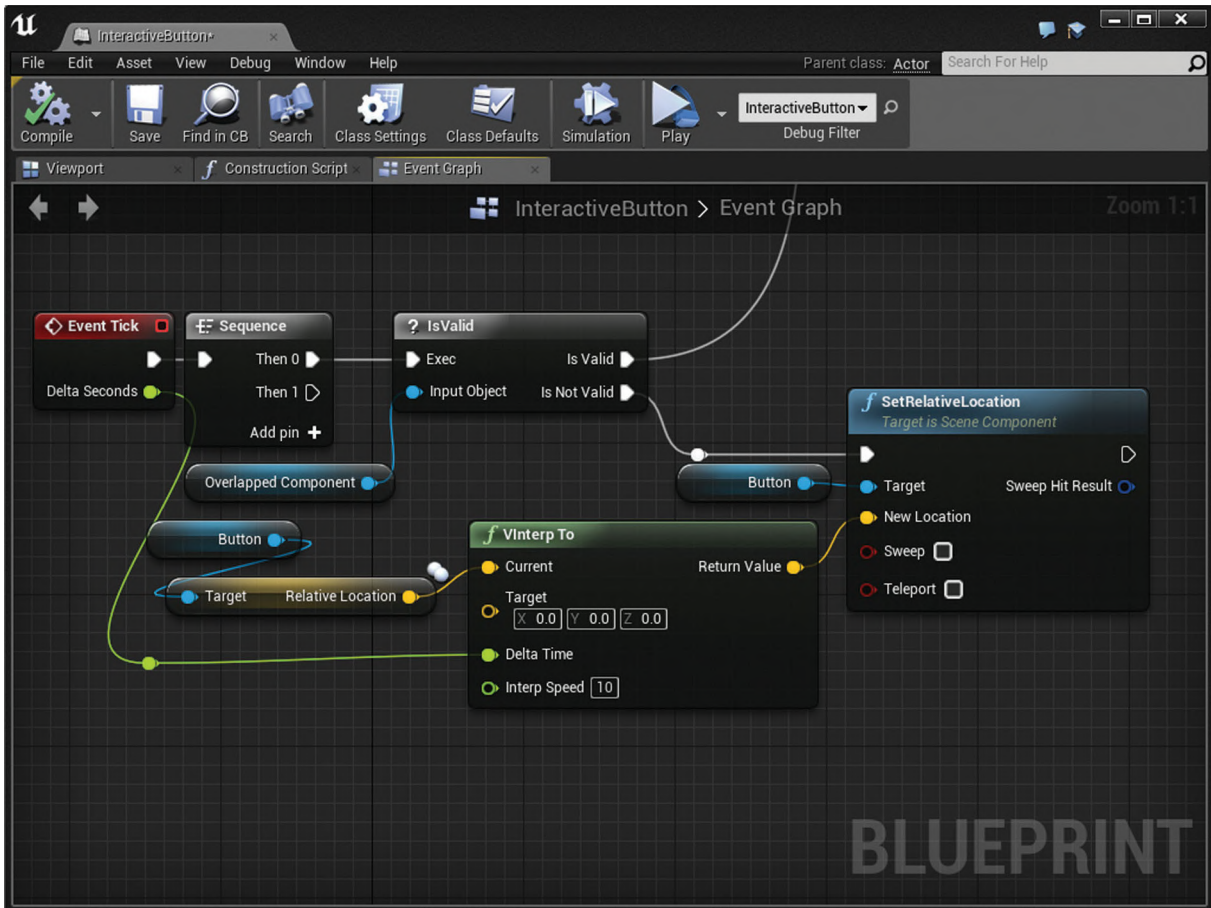 InteractiveButton*
File Edit Asset View Debug Window Help Parent class: Actor Search For Help
Compile Save Find in CB Search Class Settings Class Defaults Simulation Play InteractiveButton
Debug Filter
Viewport Construction Script Event Graph
InteractiveButton > Event Graph Zoom 1:1
Event Tick
Delta Seconds
Sequence
Then 0
Then 1
Add pin
? IsValid
Exec Is Valid
Input Object Is Not Valid
Overlapped Component
Button
Target Relative Location
f VInterp To
Current Return Value
Target
X 0.0 Y 0.0 Z 0.0
Delta Time
Interp Speed 10
Button
f SetRelativeLocation
Target is Scene Component
Target Sweep Hit Result
New Location
Sweep
Teleport
BLUEPRINT